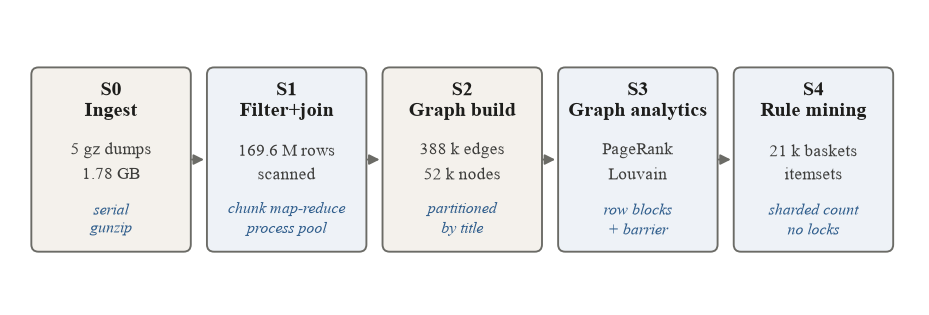 S0
Ingest
5 gz dumps
1.78 GB
serial
gunzip
S1
Filter+join
169.6 M rows
scanned
chunk map-reduce
process pool
S2
Graph build
388 k edges
52 k nodes
partitioned
by title
S3
Graph analytics
PageRank
Louvain
row blocks
+ barrier
S4
Rule mining
21 k baskets
itemsets
sharded count
no locks